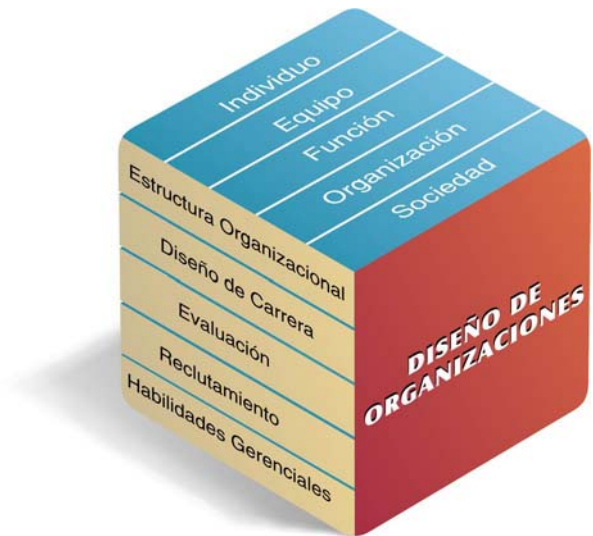 Individuo
Equipo
Función
Organización
Sociedad
Estructura Organizacional
Diseño de Carrera
Evaluación
Reclutamiento
Habilidades Gerenciales
DISEÑO DE
ORGANIZACIONES